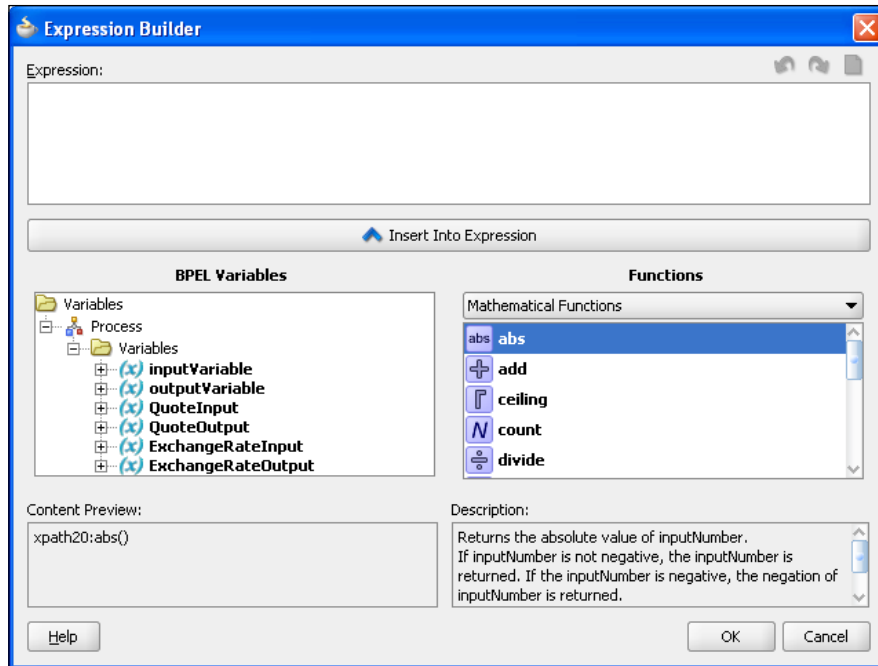 Expression Builder
Expression:
Insert Into Expression
BPEL Variables
Variables
Process
Variables
(x) inputVariable
(x) outputVariable
(x) QuoteInput
(x) QuoteOutput
(x) ExchangeRateInput
(x) ExchangeRateOutput
Functions
Mathematical Functions
abs abs
add
ceiling
N count
divide
Content Preview:
xpath20:abs()
Description:
Returns the absolute value of inputNumber.
If inputNumber is not negative, the inputNumber is
returned. If the inputNumber is negative, the negation of
inputNumber is returned.
Help
OK
Cancel